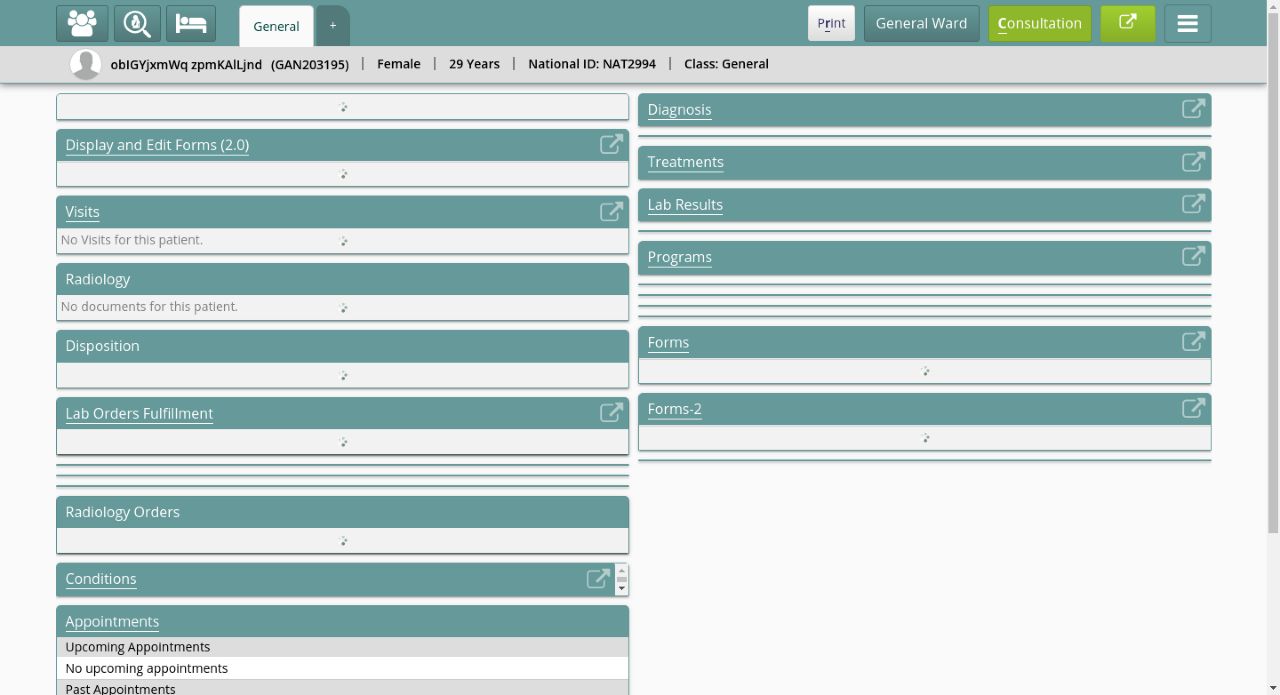 General
+
Print
General Ward
Consultation
obIGYjxmWq zpmKAlLjnd (GAN203195) | Female | 29 Years | National ID: NAT2994 | Class: General
Display and Edit Forms (2.0)
Visits
No Visits for this patient.
Radiology
No documents for this patient.
Disposition
Lab Orders Fulfillment
Radiology Orders
Conditions
Appointments
Upcoming Appointments
No upcoming appointments
Past Appointments
Diagnosis
Treatments
Lab Results
Programs
Forms
Forms-2